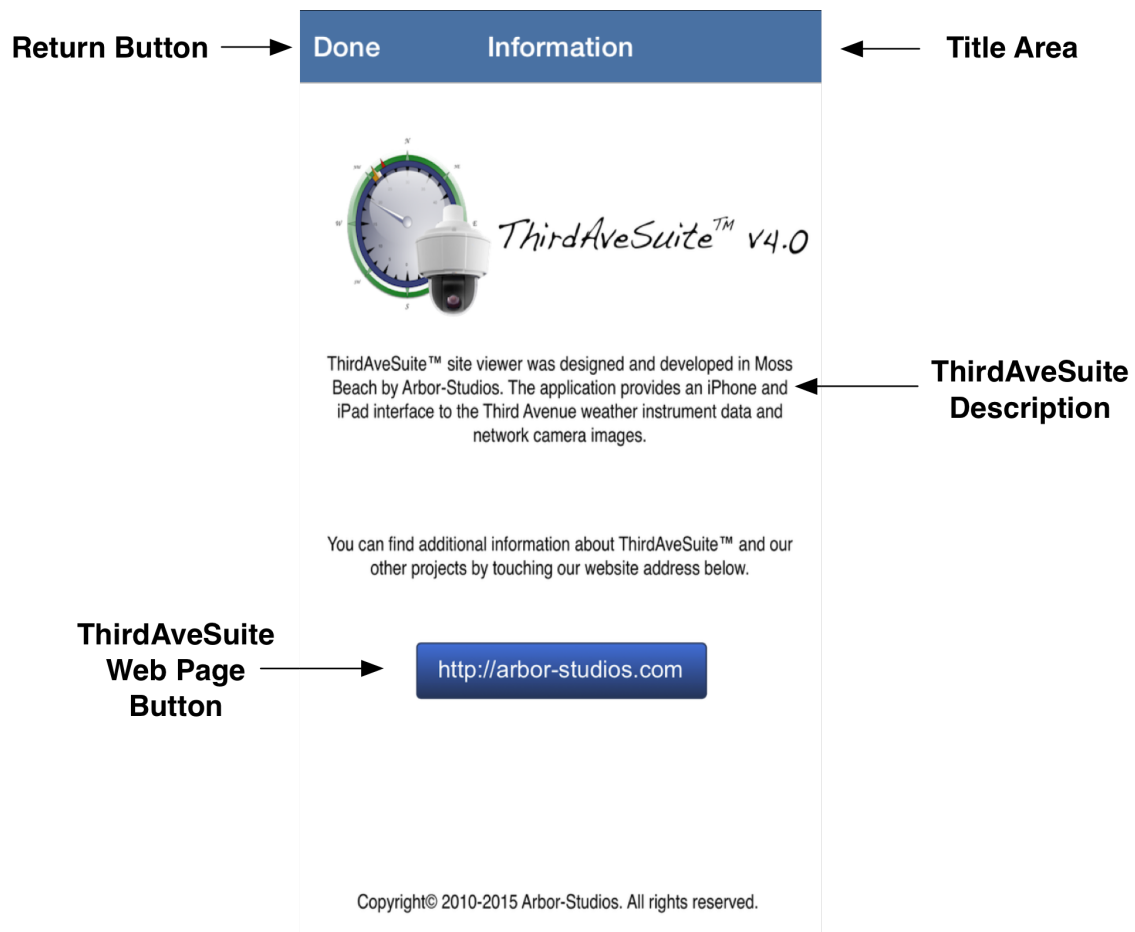 Return Button
Done
Information
Title Area
N
W
E
S
ThirdAveSuite™ v4.0
ThirdAveSuite™ site viewer was designed and developed in Moss
Beach by Arbor-Studios. The application provides an iPhone and
iPad interface to the Third Avenue weather instrument data and
network camera images.
ThirdAveSuite
Description
You can find additional information about ThirdAveSuite™ and our
other projects by touching our website address below.
ThirdAveSuite
Web Page
Button
http://arbor-studios.com
Copyright© 2010-2015 Arbor-Studios. All rights reserved.